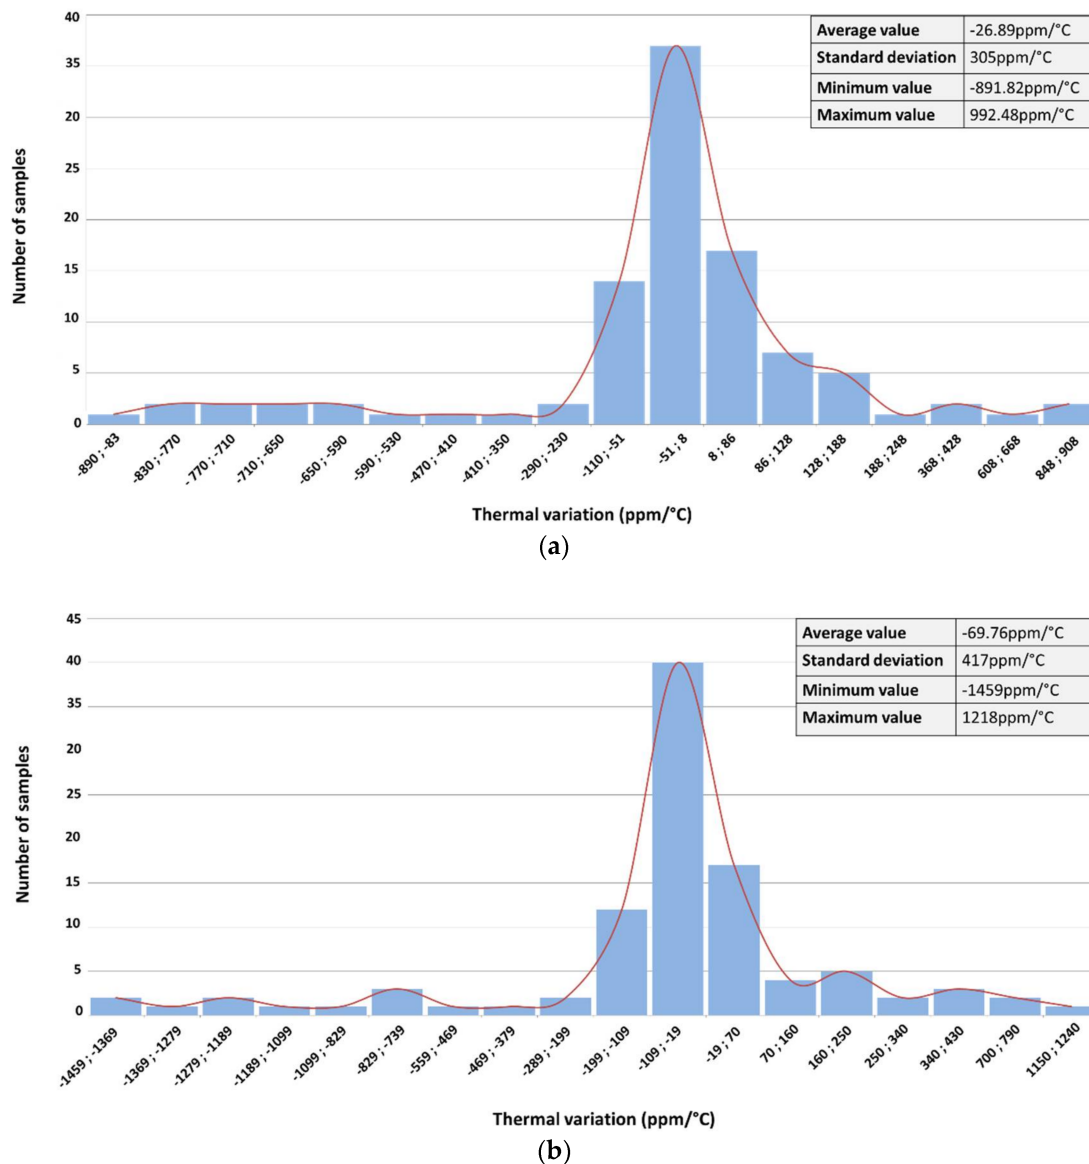 40
35
20
25
20
15
10
5
0
Number of samples
Average value -26.89ppm/°C
Standard deviation 305ppm/°C
Minimum value -891.82ppm/°C
Maximum value 992.48ppm/°C
-890 ; -83
-830 ; -770
-770 ; -710
-710 ; -650
-650 ; -590
-590 ; -530
-470 ; -410
-410 ; -350
-290 ; -230
-110 ; -51
-51 ; 8
8 ; 86
86 ; 128
128 ; 188
188 ; 248
368 ; 428
608 ; 668
848 ; 908
Thermal variation (ppm/°C)
(a)
45
40
35
20
25
20
15
10
5
0
Number of samples
Average value -69.76ppm/°C
Standard deviation 417ppm/°C
Minimum value -1459ppm/°C
Maximum value 1218ppm/°C
-1459 ; -1369
-1369 ; -1279
-1279 ; -1189
-1189 ; -1099
-1099 ; -829
-829 ; -739
-559 ; -469
-469 ; -379
-289 ; -199
-199 ; -109
-109 ; -19
-19 ; 70
70 ; 160
160 ; 250
250 ; 340
340 ; 430
700 ; 790
1150 ; 1240
Thermal variation (ppm/°C)
(b)